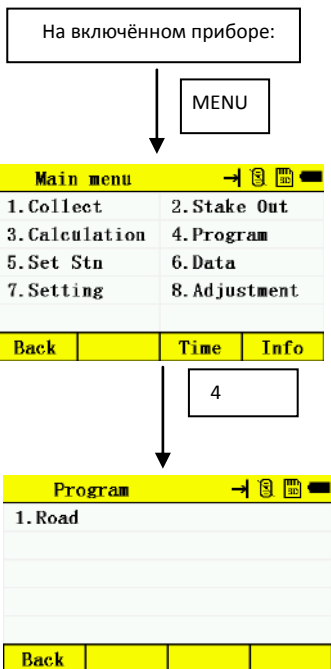 На включённом приборе:
MENU
Main menu
1.Collect 2.Stake Out
3.Calculation 4.Program
5.Set Stn 6.Data
7.Setting 8.Adjustment
Back Time Info
4
Program
1.Road
Back